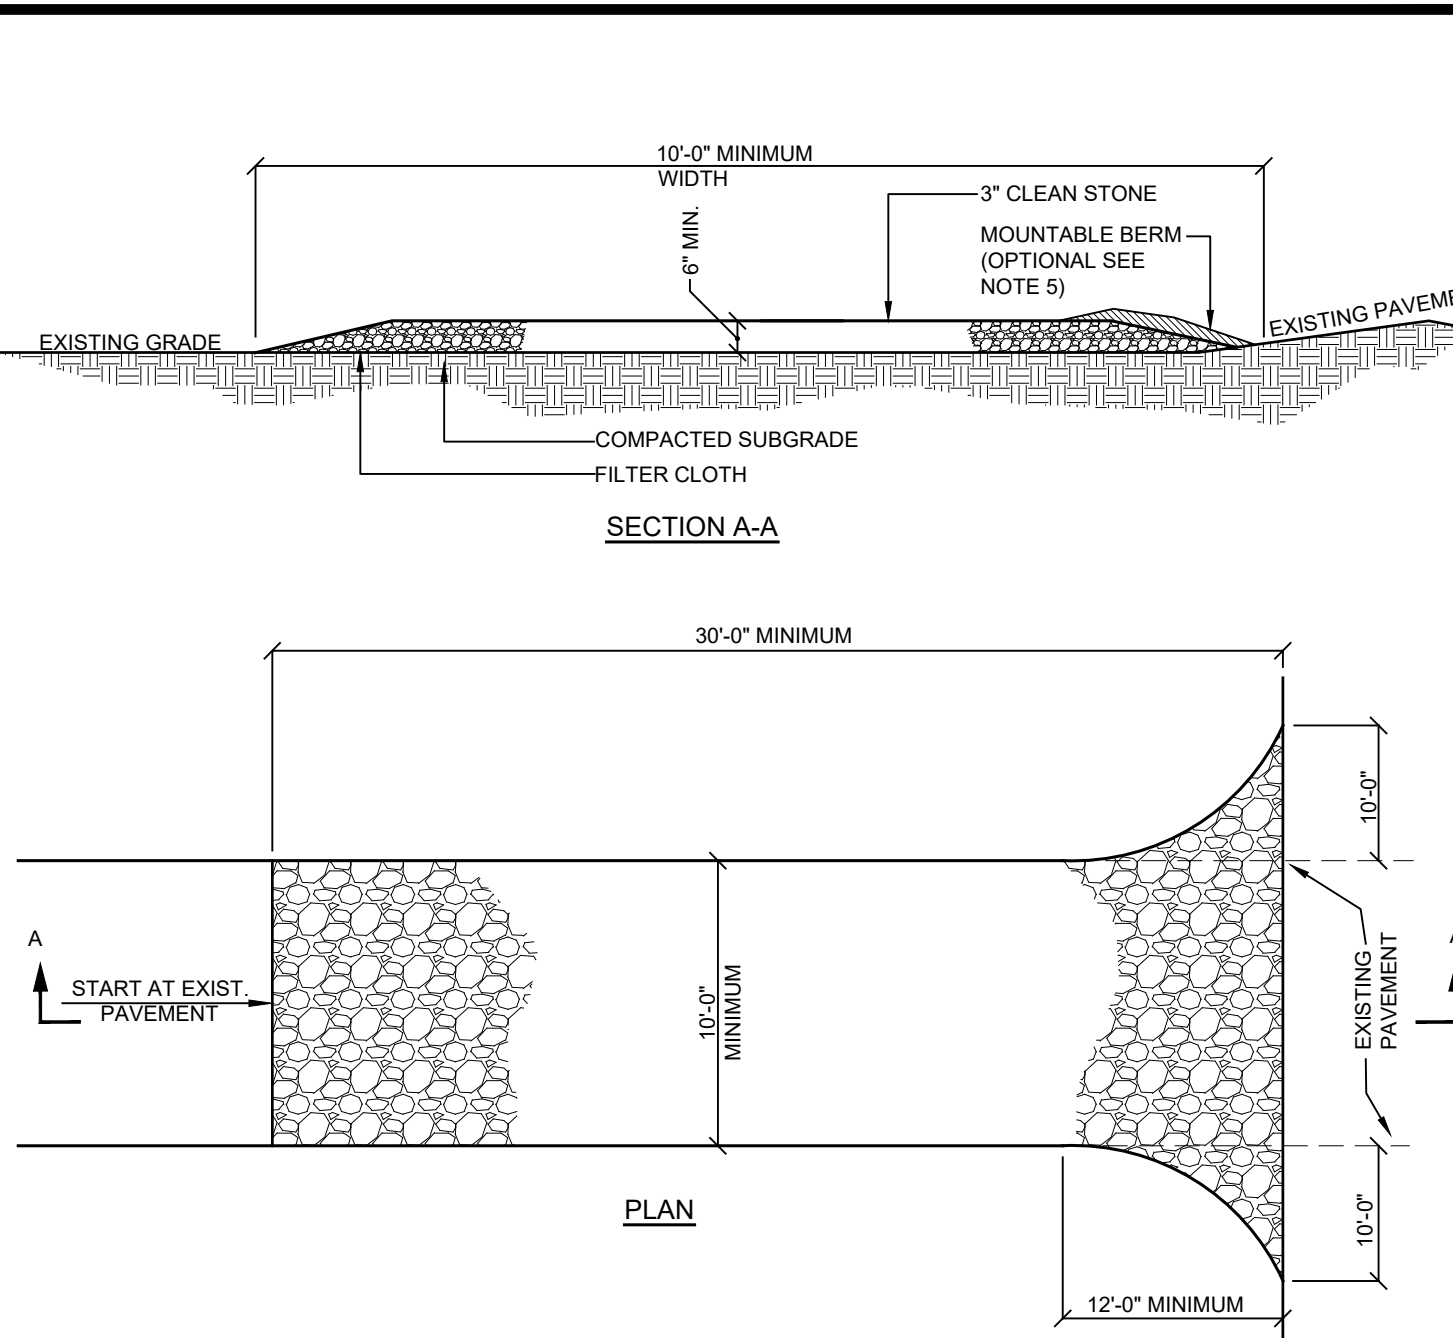 10'-0" MINIMUM
WIDTH
6" MIN.
3" CLEAN STONE
MOUNTABLE BERM
(OPTIONAL SEE
NOTE 5)
EXISTING GRADE
EXISTING PAVEME
COMPACTED SUBGRADE
FILTER CLOTH
SECTION A-A
30'-0" MINIMUM
10'-0"
A
START AT EXIST.
PAVEMENT
10'-0"
MINIMUM
EXISTING
PAVEMENT
10'-0"
PLAN
12'-0" MINIMUM